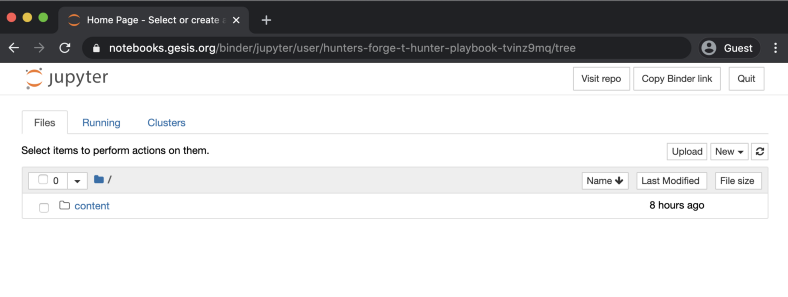 Home Page - Select or create a
Guest
notebooks.gesis.org/binder/jupyter/user/hunters-forge-t-hunter-playbook-tvinz9mq/tree
jupyter
Visit repo
Copy Binder link
Quit
Files
Running
Clusters
Select items to perform actions on them.
Upload
New
0
/
Name
Last Modified
File size
content
8 hours ago